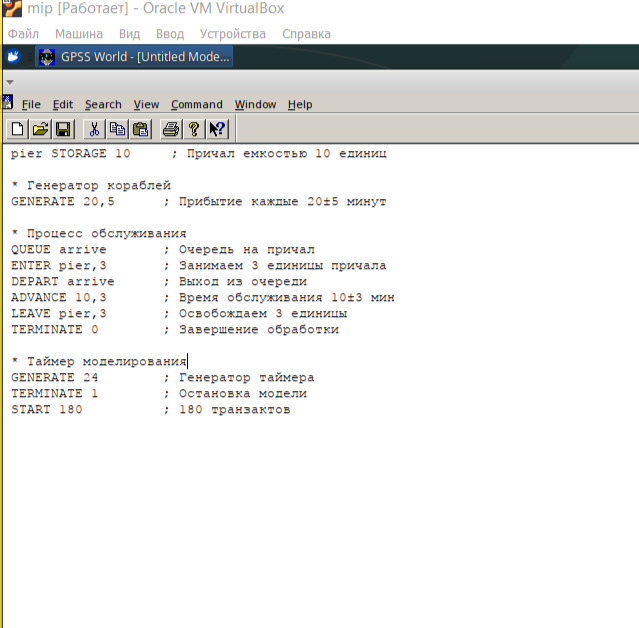 mip [Работает] - Oracle VM VirtualBox
Файл Машина Вид Ввод Устройства Справка
GPSS World - [Untitled Mode...
File Edit Search View Command Window Help
pier STORAGE 10 ; Причал емкостью 10 единиц
* Генератор кораблей
GENERATE 20,5 ; Прибытие каждые 20±5 минут
* Процесс обслуживания
QUEUE arrive ; Очередь на причал
ENTER pier,3 ; Занимаем 3 единицы причала
DEPART arrive ; Выход из очереди
ADVANCE 10,3 ; Время обслуживания 10±3 мин
LEAVE pier,3 ; Освобождаем 3 единицы
TERMINATE 0 ; Завершение обработки
* Таймер моделирования
GENERATE 24 ; Генератор таймера
TERMINATE 1 ; Остановка модели
START 180 ; 180 транзактов